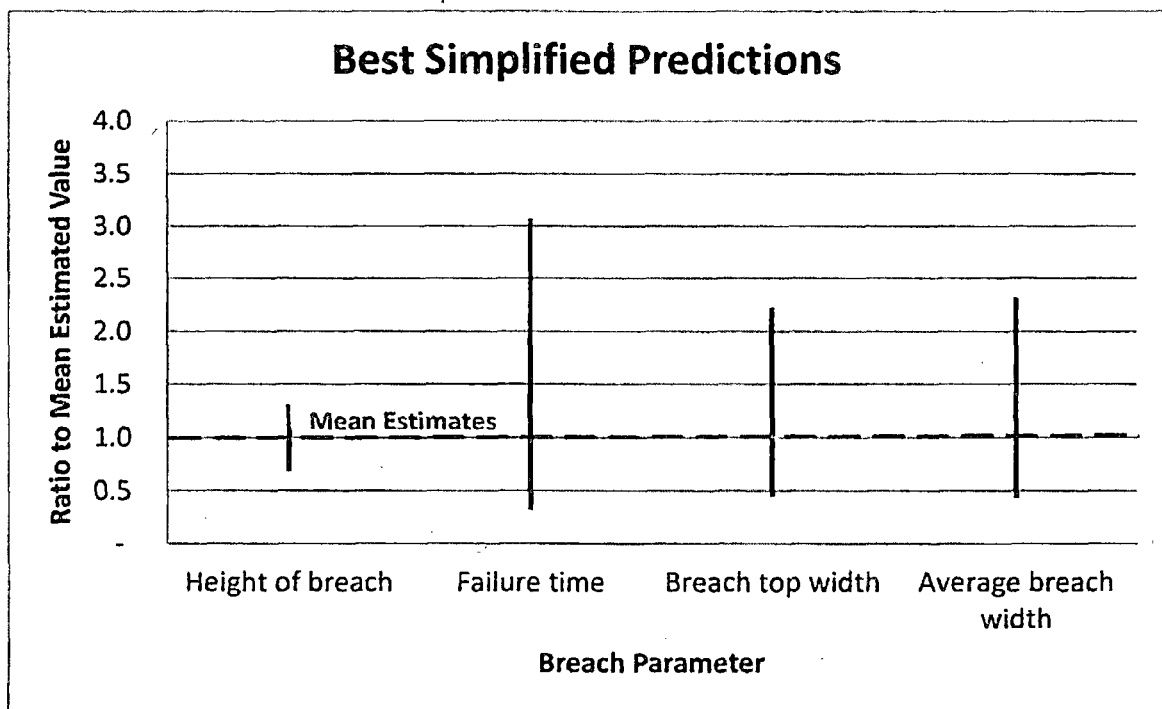 Best Simplified Predictions
Ratio to Mean Estimated Value
4.0
3.5
3.0
2.5
2.0
1.5
1.0
0.5
-
Mean Estimates
Height of breach
Failure time
Breach top width
Average breach
width
Breach Parameter